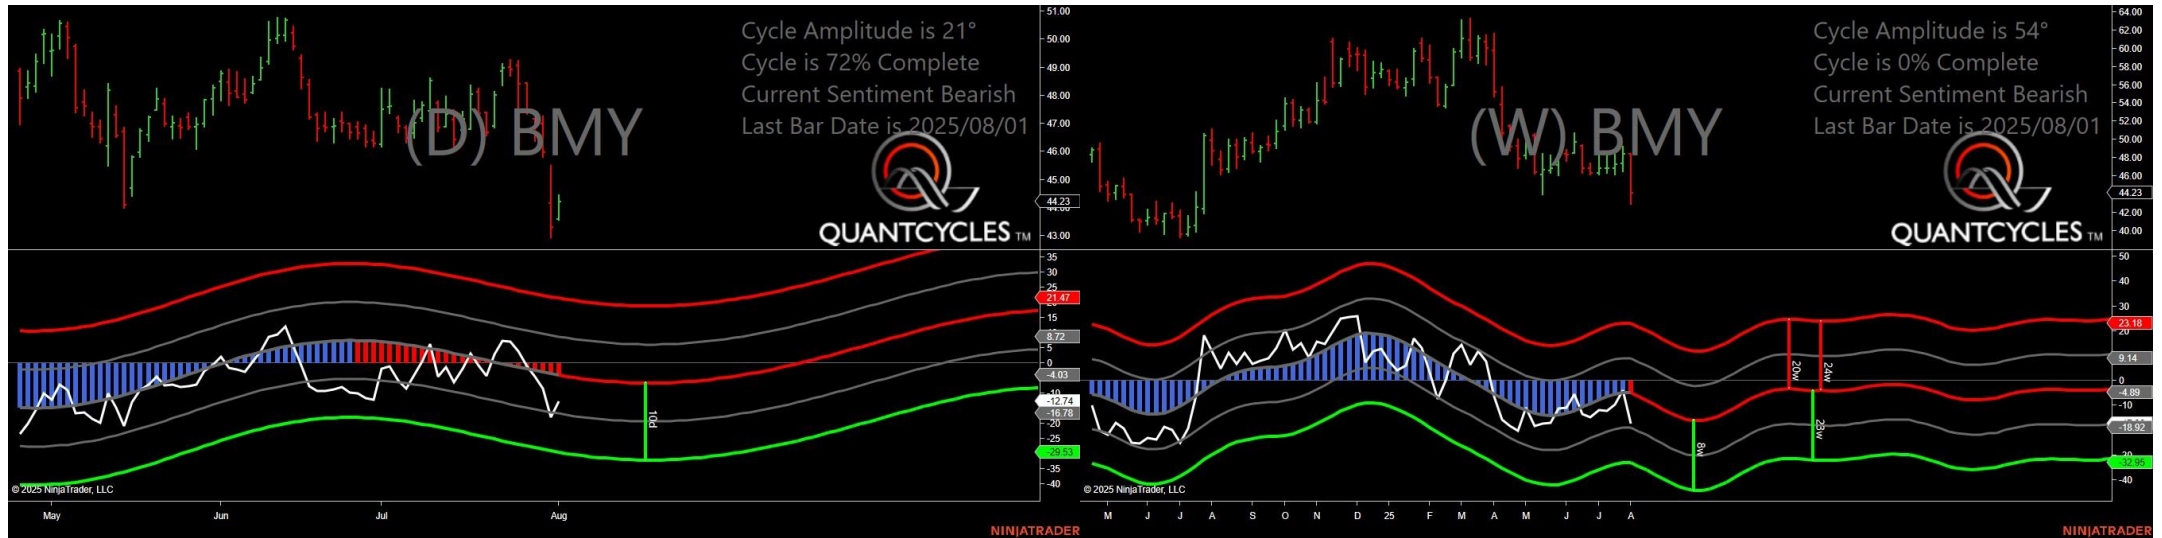 Cycle Amplitude is 21°
Cycle is 72% Complete
Current Sentiment Bearish
Last Bar Date is 2025/08/01
(D) BMY
QUANTCYCLES TM
51.00
50.00
49.00
48.00
47.00
46.00
45.00
44.23
43.00
35
30
21.47
15
8.72
5
0
-4.03
-12.74
-16.78
-20
-25
-29.53
-35
-40
10d
© 2025 NinjaTrader, LLC
May Jun Jul Aug
NINJATRADER
Cycle Amplitude is 54°
Cycle is 0% Complete
Current Sentiment Bearish
Last Bar Date is 2025/08/01
(W) BMY
QUANTCYCLES TM
64.00
62.00
60.00
58.00
56.00
54.00
52.00
50.00
48.00
46.00
44.23
42.00
40.00
50
40
30
23.18
20
9.14
0
-4.89
-10
-18.92
-32.95
-40
20w
24w
8w
© 2025 NinjaTrader, LLC
M J J A S O N D 25 F M A M J J A
NINJATRADER